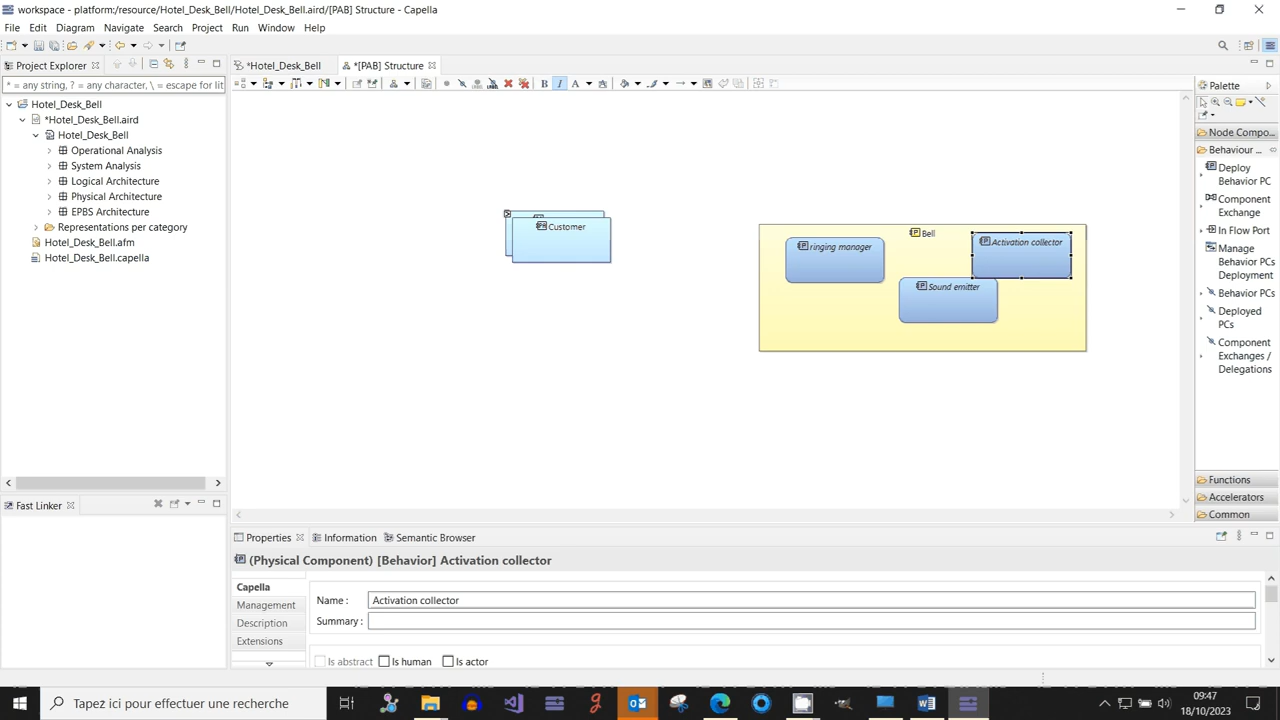 workspace - platform:/resource/Hotel_Desk_Bell/Hotel_Desk_Bell.aird/[PAB] Structure - Capella
File Edit Diagram Navigate Search Project Run Window Help
Project Explorer
*Hotel_Desk_Bell
*[PAB] Structure
* = any string, ? = any character, \ = escape for lit
Hotel_Desk_Bell
*Hotel_Desk_Bell.aird
Hotel_Desk_Bell
Operational Analysis
System Analysis
Logical Architecture
Physical Architecture
EPBS Architecture
Representations per category
Hotel_Desk_Bell.afm
Hotel_Desk_Bell.capella
Fast Linker
B I A
Customer
Bell
ringing manager
Activation collector
Sound emitter
Palette
Node Compo...
Behaviour ...
Deploy
Behavior PC
Component
Exchange
In Flow Port
Manage
Behavior PCs
Deployment
Behavior PCs
Deployed
PCs
Component
Exchanges /
Delegations
Functions
Accelerators
Common
Properties
Information
Semantic Browser
(Physical Component) [Behavior] Activation collector
Capella
Management
Description
Extensions
Name : Activation collector
Summary :
Is abstract Is human Is actor
Tapez ici pour effectuer une recherche
09:47
18/10/2023